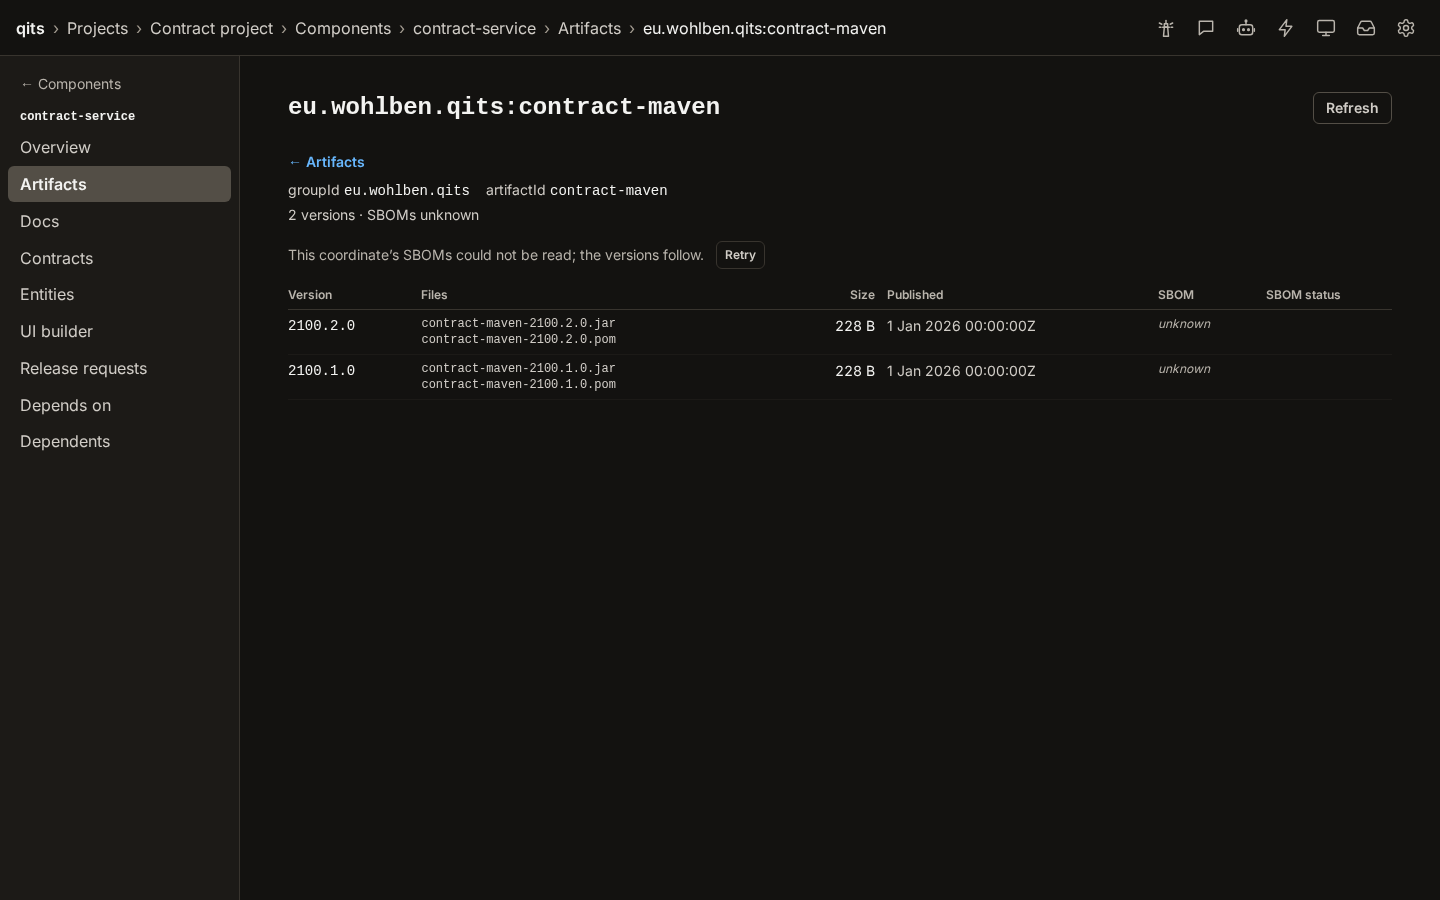 qits › Projects › Contract project › Components › contract-service › Artifacts › eu.wohlben.qits:contract-maven
← Components
contract-service
Overview
Artifacts
Docs
Contracts
Entities
UI builder
Release requests
Depends on
Dependents
eu.wohlben.qits:contract-maven
Refresh
← Artifacts
groupId eu.wohlben.qits artifactId contract-maven
2 versions · SBOMs unknown
This coordinate’s SBOMs could not be read; the versions follow. Retry
Version Files Size Published SBOM SBOM status
2100.2.0 contract-maven-2100.2.0.jar 228 B 1 Jan 2026 00:00:00Z unknown
contract-maven-2100.2.0.pom
2100.1.0 contract-maven-2100.1.0.jar 228 B 1 Jan 2026 00:00:00Z unknown
contract-maven-2100.1.0.pom